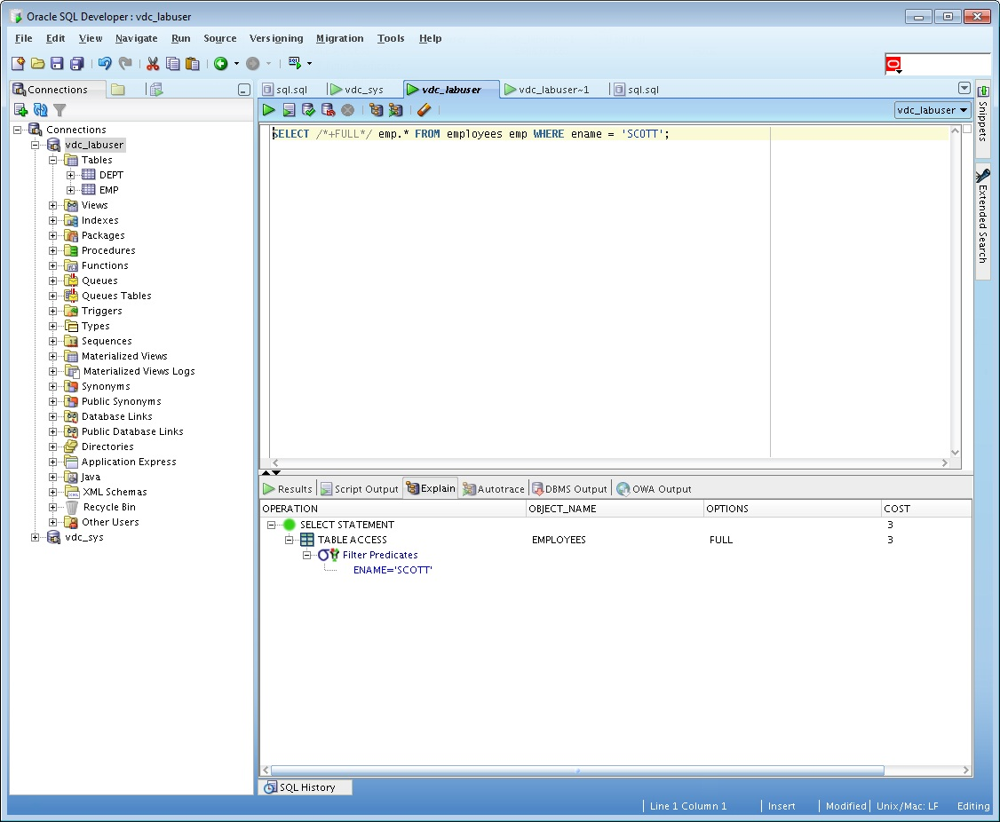 Oracle SQL Developer : vdc_labuser
File Edit View Navigate Run Source Versioning Migration Tools Help
Connections
Connections
vdc_labuser
Tables
DEPT
EMP
Views
Indexes
Packages
Procedures
Functions
Queues
Queues Tables
Triggers
Types
Sequences
Materialized Views
Materialized Views Logs
Synonyms
Public Synonyms
Database Links
Public Database Links
Directories
Application Express
Java
XML Schemas
Recycle Bin
Other Users
vdc_sys
sql.sql vdc_sys vdc_labuser vdc_labuser~1 sql.sql
vdc_labuser
SELECT /*+FULL*/ emp.* FROM employees emp WHERE ename = 'SCOTT';
Snippets
Extended Search
Results Script Output Explain Autotrace DBMS Output OWA Output
OPERATION OBJECT_NAME OPTIONS COST
SELECT STATEMENT 3
TABLE ACCESS EMPLOYEES FULL 3
Filter Predicates
ENAME='SCOTT'
SQL History
Line 1 Column 1 Insert Modified Unix/Mac: LF Editing